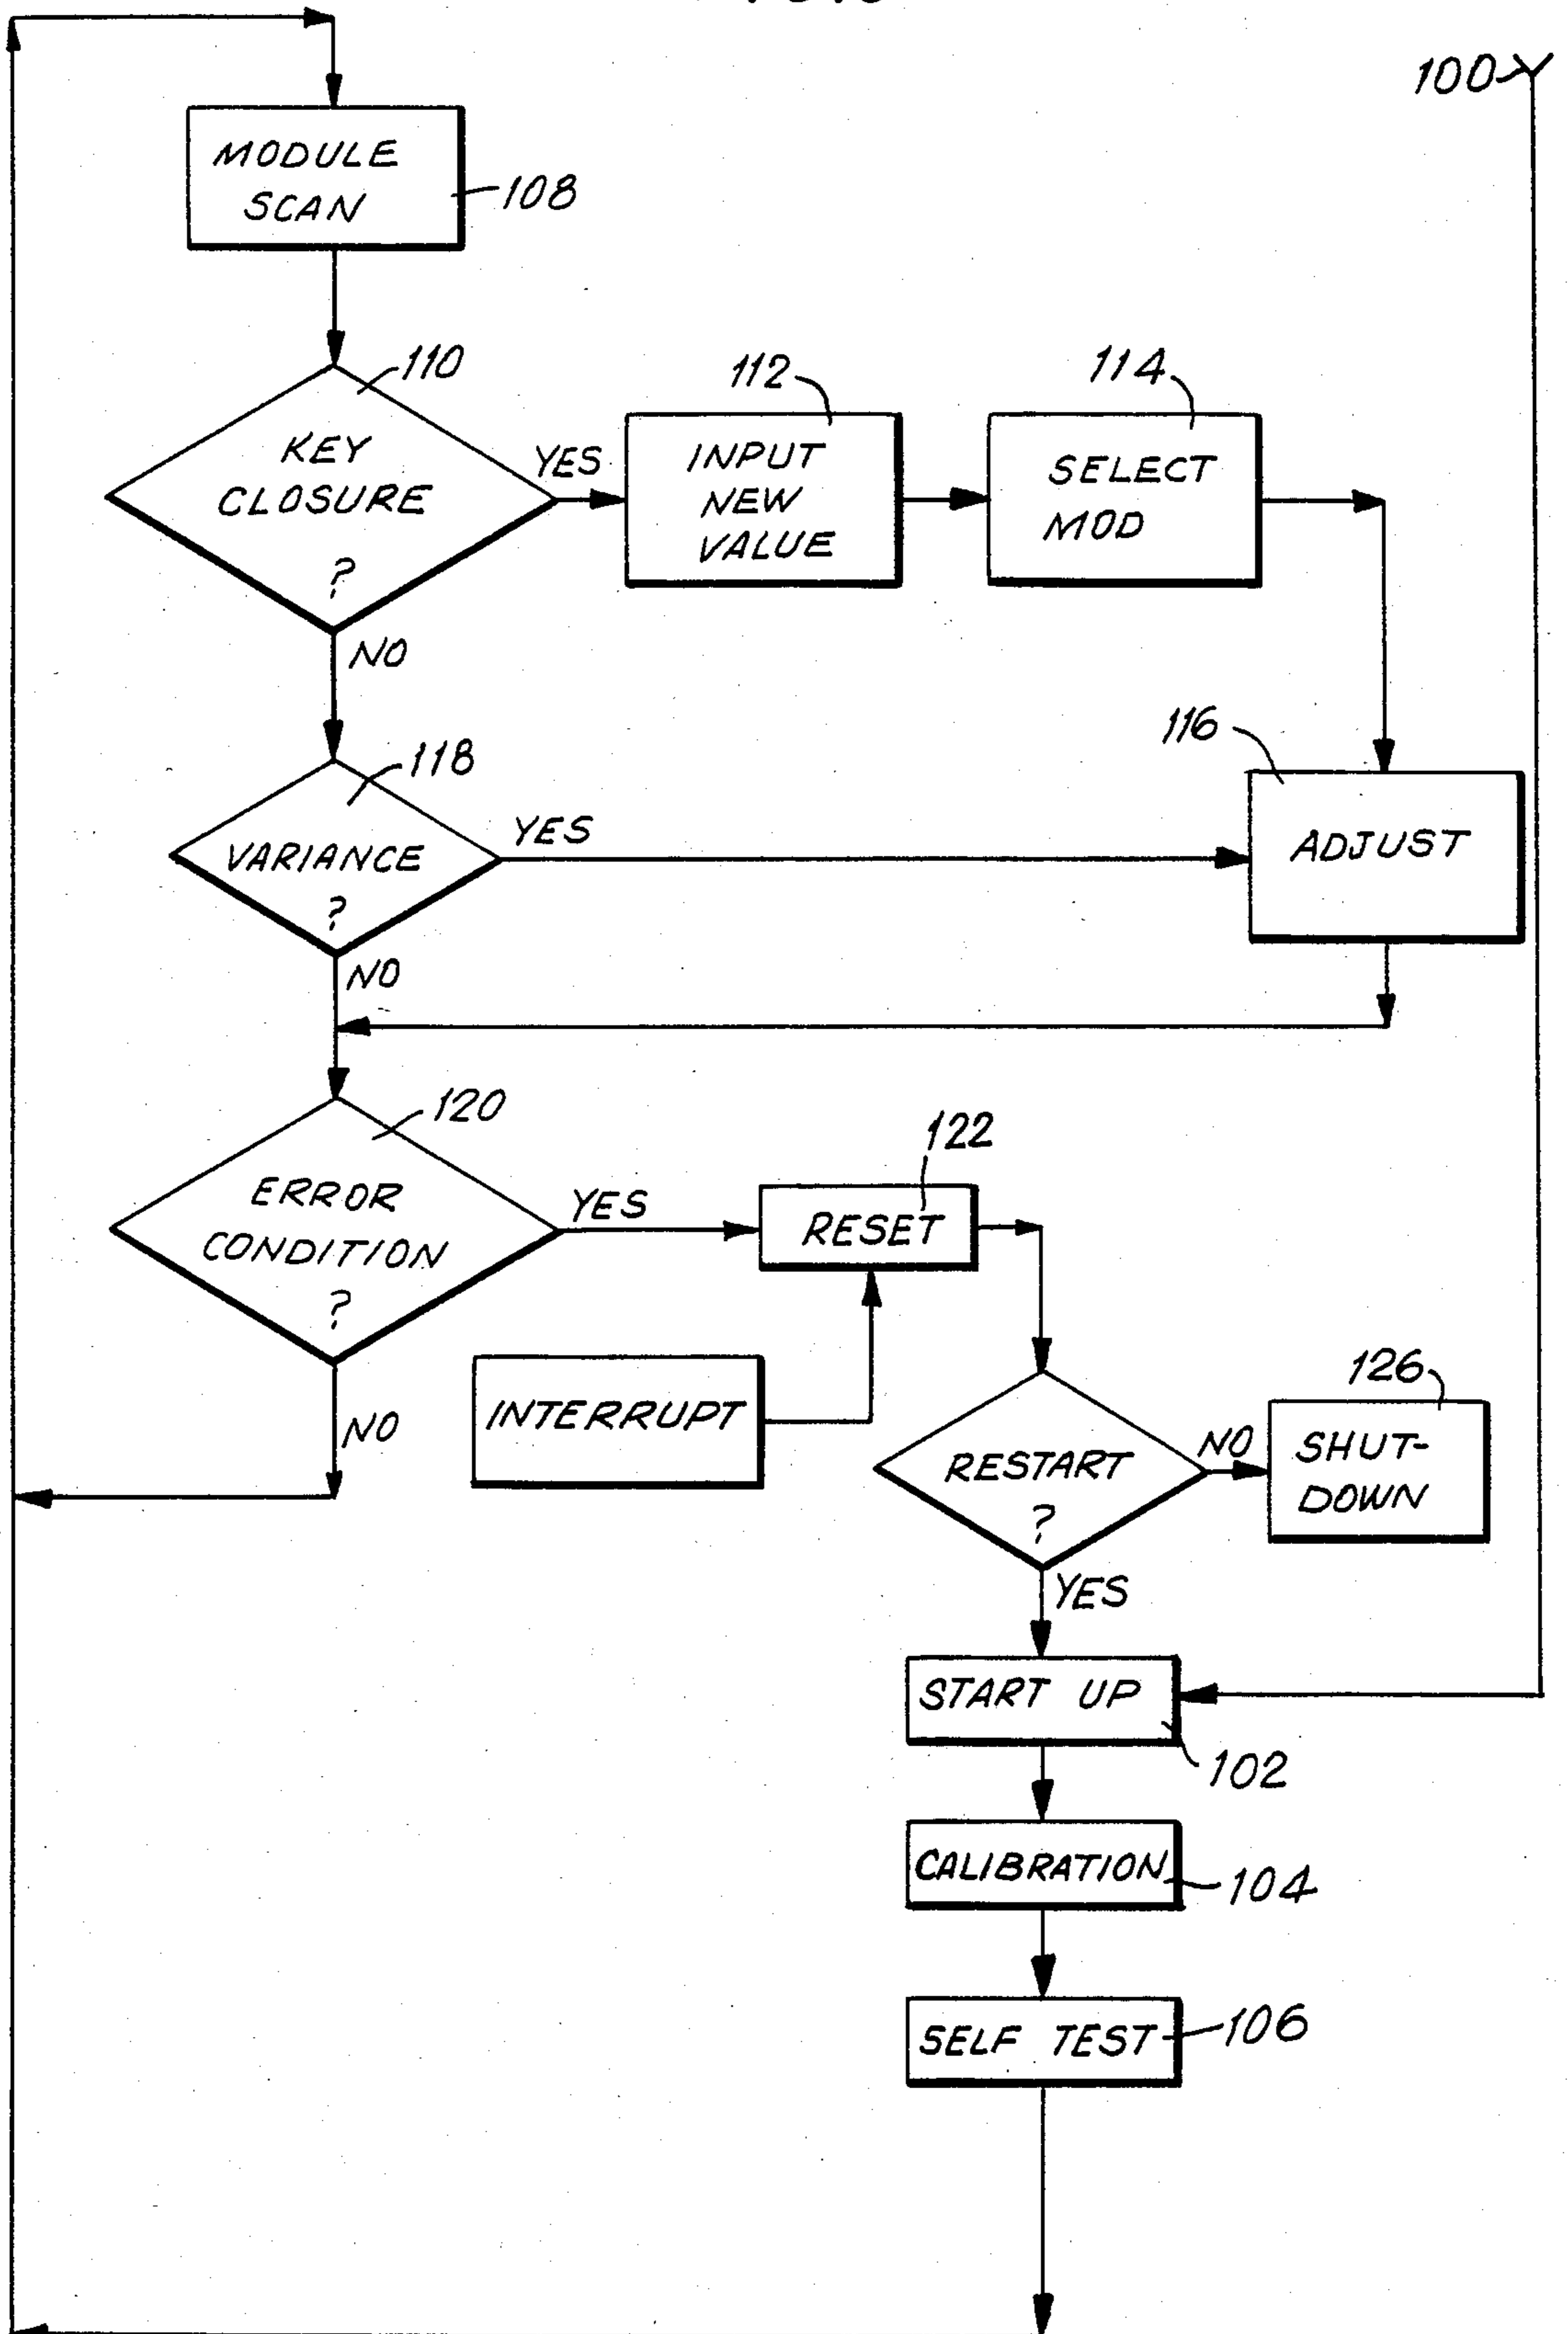 100
MODULE
SCAN
108
110
KEY
CLOSURE
?
YES
112
INPUT
NEW
VALUE
114
SELECT
MOD
NO
116
ADJUST
118
VARIANCE
?
YES
NO
120
ERROR
CONDITION
?
YES
122
RESET
INTERRUPT
NO
RESTART
?
NO
126
SHUT-
DOWN
YES
START UP
102
CALIBRATION
104
SELF TEST
106